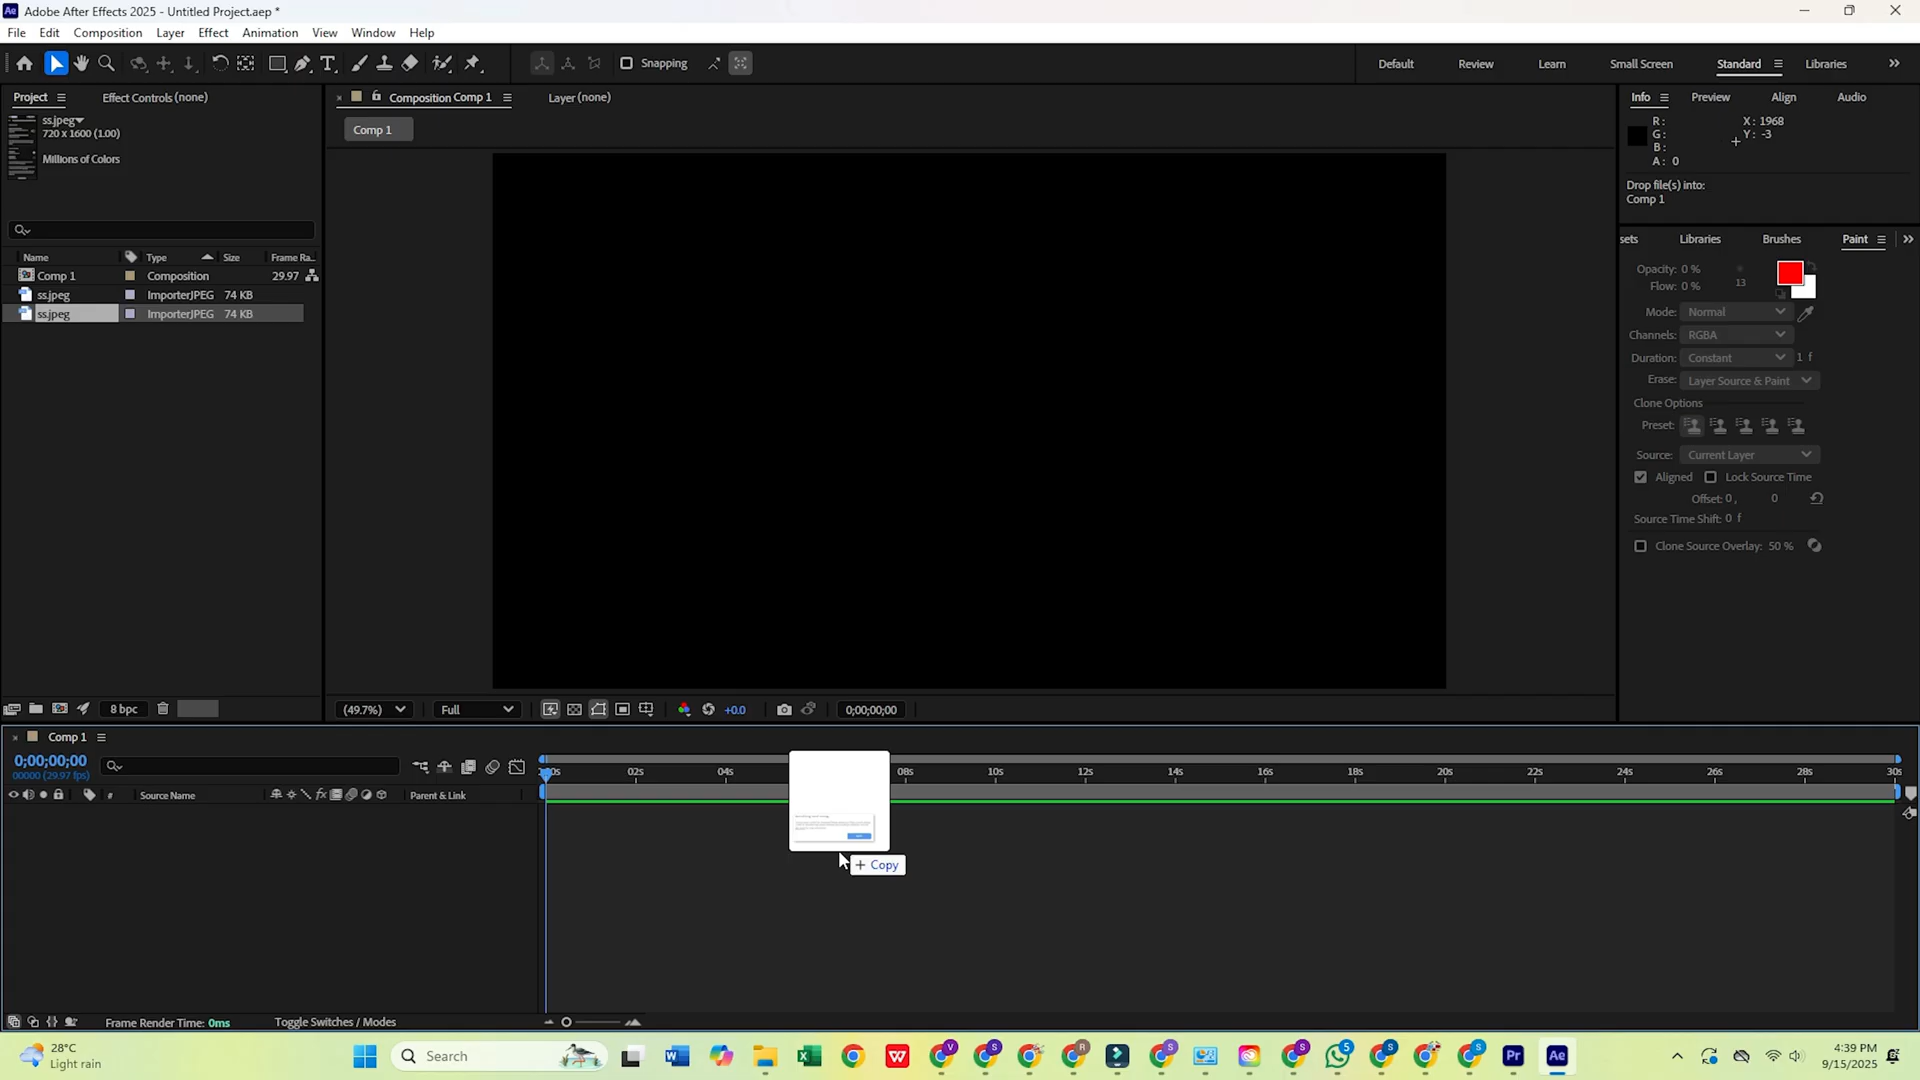 Adobe After Effects 2025 - Untitled Project.aep *
File Edit Composition Layer Effect Animation View Window Help
Snapping
Default Review Learn Small Screen Standard Libraries
Project Effect Controls (none)
ss.jpeg
720 x 1600 (1.00)
Millions of Colors
Name Type Size Frame Ra...
Comp 1 Composition 29.97
ss.jpeg ImporterJPEG 74 KB
ss.jpeg ImporterJPEG 74 KB
8 bpc
Composition Comp 1 Layer (none)
Comp 1
(49.7%) Full +0.0 0;00;00;00
Info Preview Align Audio
R: X: 1968
G: Y: -3
B:
A: 0
Drop file(s) into:
Comp 1
sets Libraries Brushes Paint
Opacity: 0 %
Flow: 0 % 13
Mode: Normal
Channels: RGBA
Duration: Constant 1 f
Erase: Layer Source & Paint
Clone Options
Preset:
Source: Current Layer
Aligned Lock Source Time
Offset: 0 , 0
Source Time Shift: 0 f
Clone Source Overlay: 50 %
Comp 1
0;00;00;00
00000 (29.97 fps)
# Source Name fx Parent & Link
00s 02s 04s 08s 10s 12s 14s 16s 18s 20s 22s 24s 26s 28s 30s
+ Copy
Frame Render Time: 0ms Toggle Switches / Modes
28°C
Light rain
Search
V S R S S 5 S S
Pr Ae
4:39 PM
9/15/2025